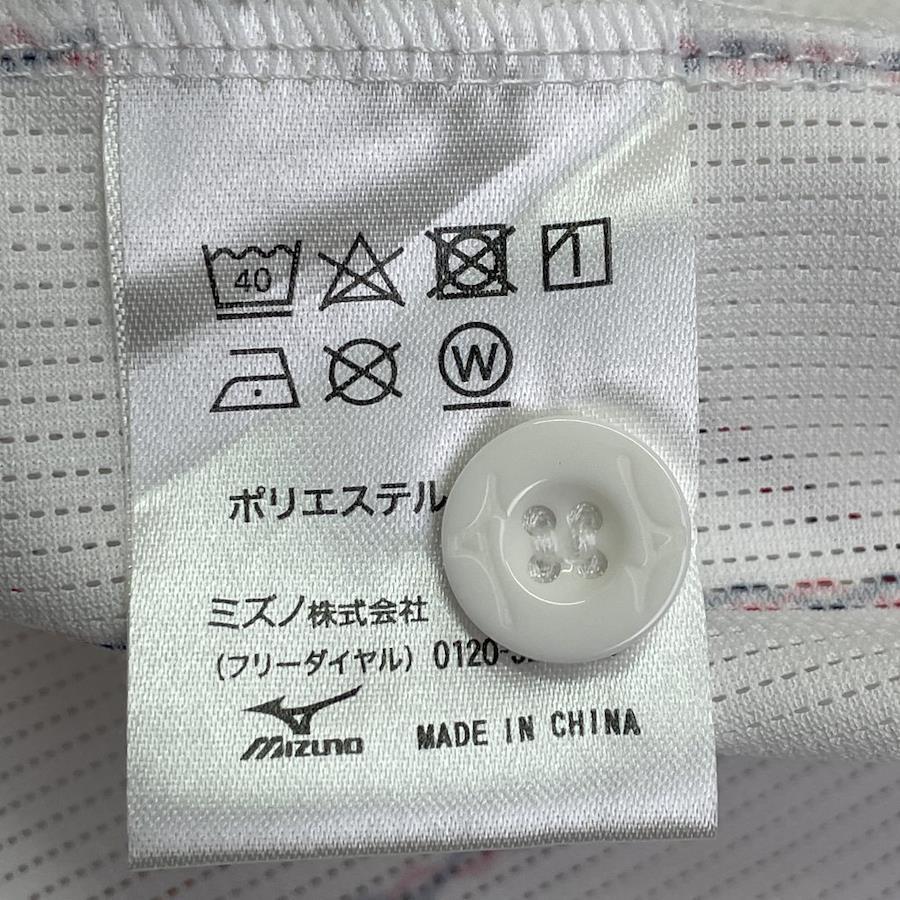 40
W
ポリエステル
ミズノ株式会社
(フリーダイヤル) 0120-
MIZUNO MADE IN CHINA